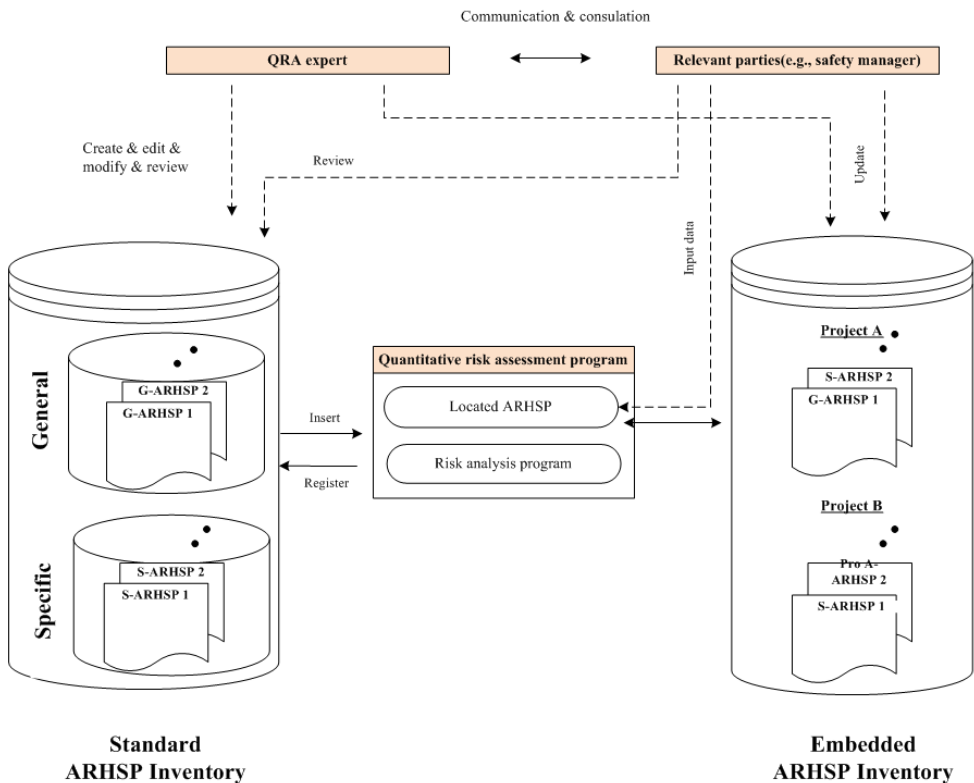 Communication & consulation
QRA expert
Relevant parties(e.g., safety manager)
Create & edit &
modify & review
Review
Update
Input data
General
G-ARHSP 2
G-ARHSP 1
Specific
S-ARHSP 2
S-ARHSP 1
Insert
Register
Quantitative risk assessment program
Located ARHSP
Risk analysis program
Project A
S-ARHSP 2
G-ARHSP 1
Project B
Pro A-
ARHSP 2
S-ARHSP 1
Standard
ARHSP Inventory
Embedded
ARHSP Inventory